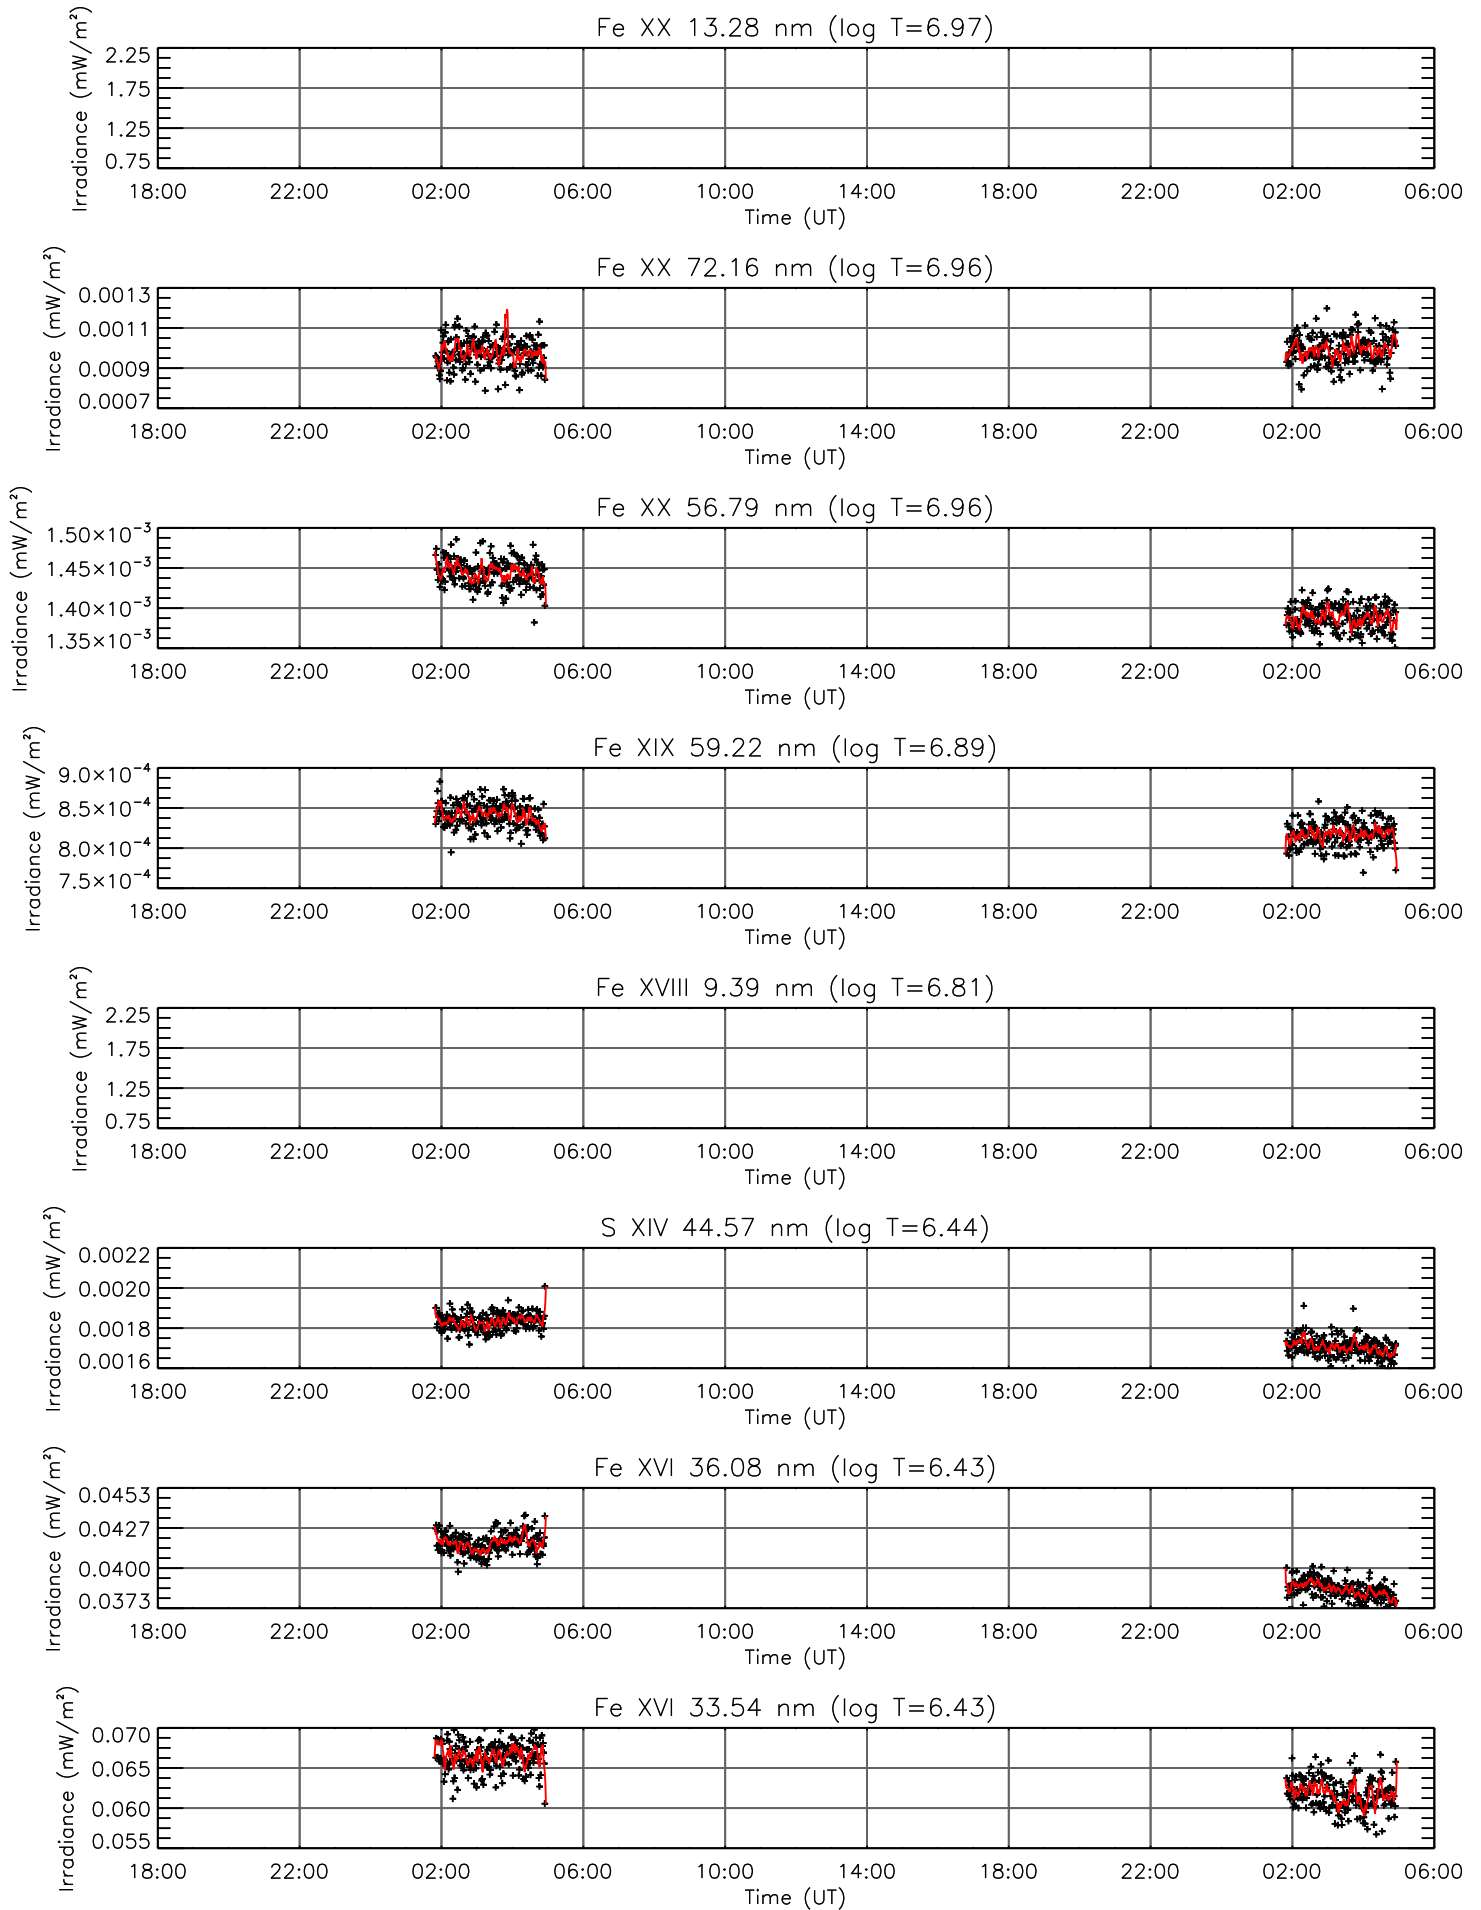 Fe XX 13.28 nm (log T=6.97)
Irradiance (mW/m²)
2.25
1.75
1.25
0.75
18:00 22:00 02:00 06:00 10:00 14:00 18:00 22:00 02:00 06:00
Time (UT)
Fe XX 72.16 nm (log T=6.96)
Irradiance (mW/m²)
0.0013
0.0011
0.0009
0.0007
18:00 22:00 02:00 06:00 10:00 14:00 18:00 22:00 02:00 06:00
Time (UT)
Fe XX 56.79 nm (log T=6.96)
Irradiance (mW/m²)
1.50×10⁻³
1.45×10⁻³
1.40×10⁻³
1.35×10⁻³
18:00 22:00 02:00 06:00 10:00 14:00 18:00 22:00 02:00 06:00
Time (UT)
Fe XIX 59.22 nm (log T=6.89)
Irradiance (mW/m²)
9.0×10⁻⁴
8.5×10⁻⁴
8.0×10⁻⁴
7.5×10⁻⁴
18:00 22:00 02:00 06:00 10:00 14:00 18:00 22:00 02:00 06:00
Time (UT)
Fe XVIII 9.39 nm (log T=6.81)
Irradiance (mW/m²)
2.25
1.75
1.25
0.75
18:00 22:00 02:00 06:00 10:00 14:00 18:00 22:00 02:00 06:00
Time (UT)
S XIV 44.57 nm (log T=6.44)
Irradiance (mW/m²)
0.0022
0.0020
0.0018
0.0016
18:00 22:00 02:00 06:00 10:00 14:00 18:00 22:00 02:00 06:00
Time (UT)
Fe XVI 36.08 nm (log T=6.43)
Irradiance (mW/m²)
0.0453
0.0427
0.0400
0.0373
18:00 22:00 02:00 06:00 10:00 14:00 18:00 22:00 02:00 06:00
Time (UT)
Fe XVI 33.54 nm (log T=6.43)
Irradiance (mW/m²)
0.070
0.065
0.060
0.055
18:00 22:00 02:00 06:00 10:00 14:00 18:00 22:00 02:00 06:00
Time (UT)